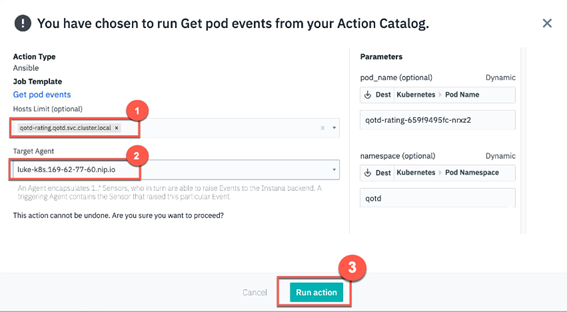 You have chosen to run Get pod events from your Action Catalog.
Action Type
Ansible
Job Template
Get pod events
Hosts Limit (optional)
1
qotd-rating.qotd.svc.cluster.local ×
Target Agent
2
luke-k8s.169-62-77-60.nip.io
An Agent encapsulates 1..* Sensors, who in turn are able to raise Events to the Instana backend. A
triggering Agent contains the Sensor that raised this particular Event.
This action cannot be undone. Are you sure you want to proceed?
Parameters
pod_name (optional) Dynamic
Dest Kubernetes > Pod Name
qotd-rating-659f9495fc-nrxz2
namespace (optional) Dynamic
Dest Kubernetes > Pod Namespace
qotd
3
Cancel Run action